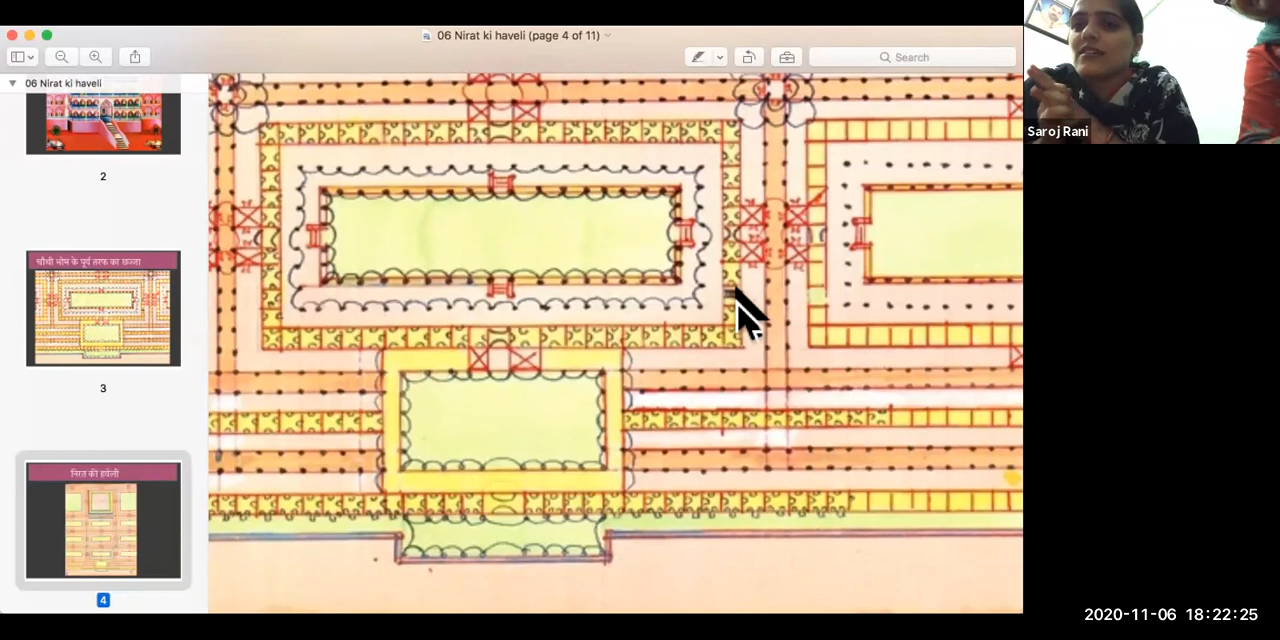 06 Nirat ki haveli (page 4 of 11)
Search
06 Nirat ki haveli
2
चौथी भोम के पूर्व तरफ का छज्जा
3
निरत की हवेली
4
Saroj Rani
2020-11-06 18:22:25